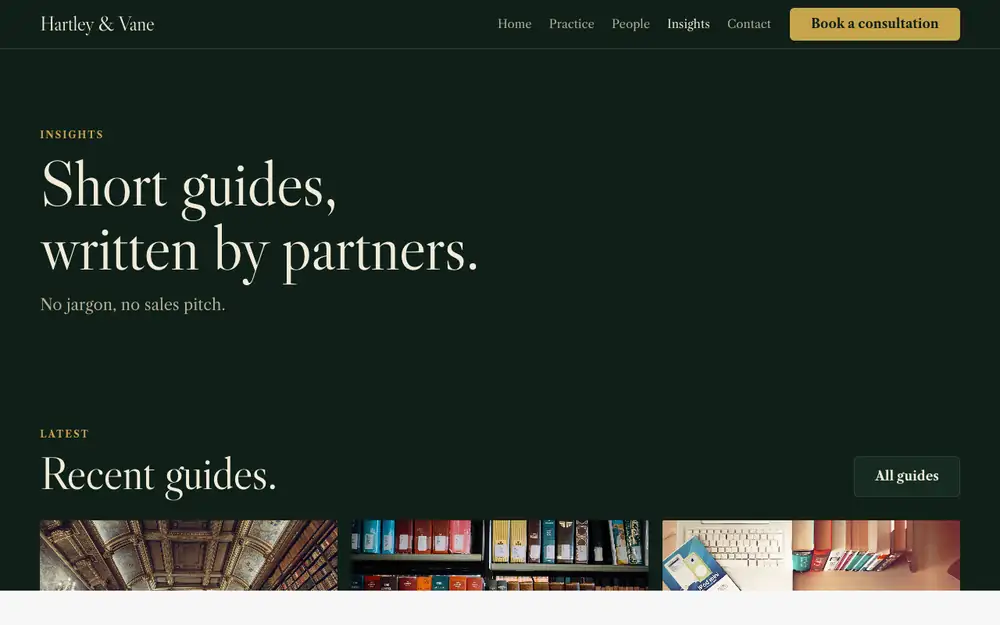 Hartley & Vane
Home Practice People Insights Contact Book a consultation
INSIGHTS
Short guides,
written by partners.
No jargon, no sales pitch.
LATEST
Recent guides.
All guides